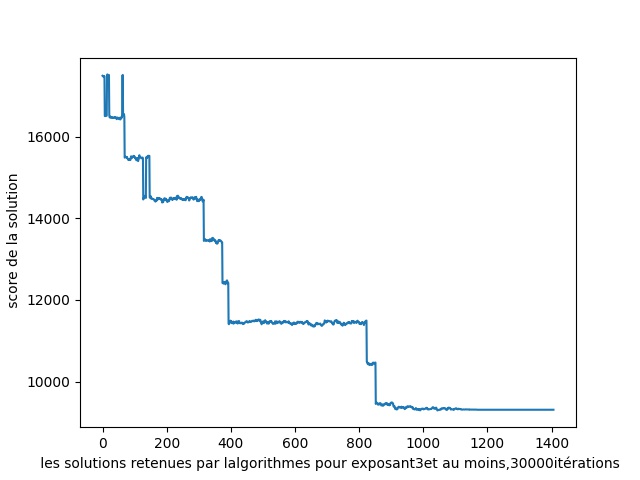 16000
14000
12000
10000
score de la solution
0 200 400 600 800 1000 1200 1400
les solutions retenues par lalgorithmes pour exposant3et au moins,30000itérations